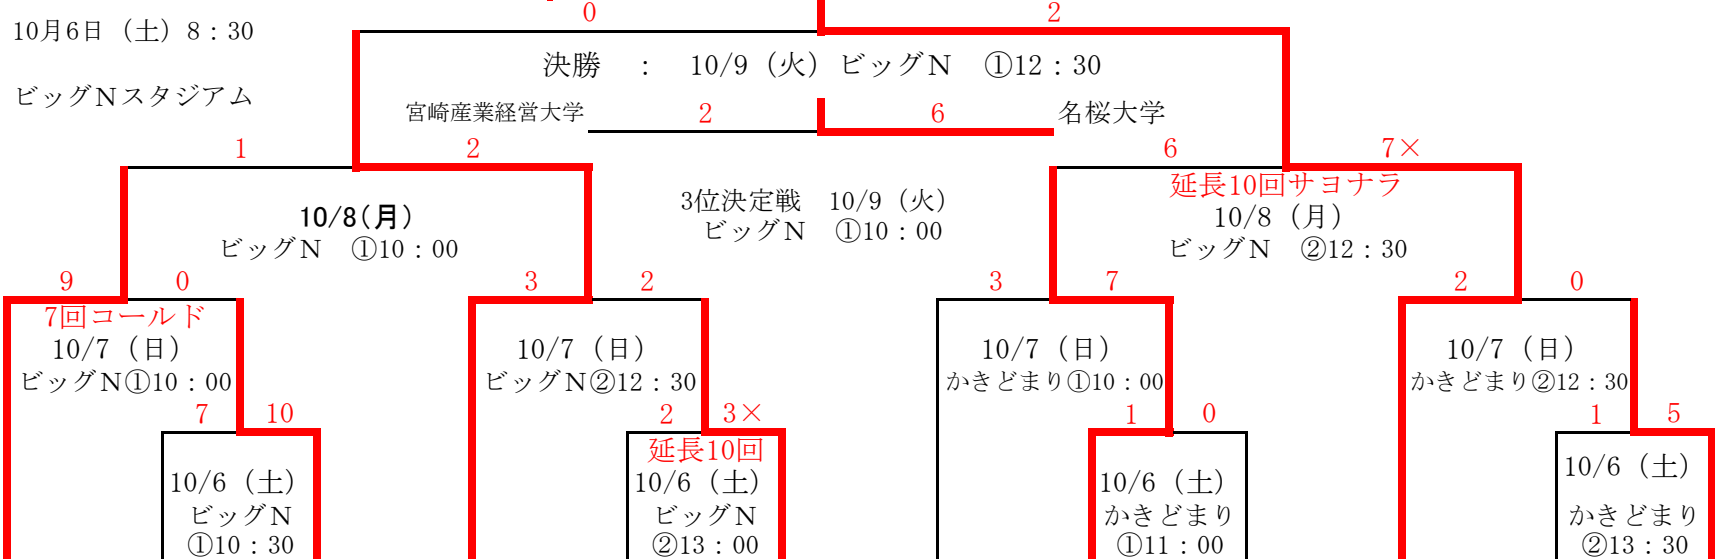 0 2
10月6日（土）8：30
決勝　：　10/9（火）ビッグＮ　①12：30
ビッグＮスタジアム
宮崎産業経営大学 2 6 名桜大学
1 2 6 7×
延長10回サヨナラ
3位決定戦　10/9（火）
10/8(月) 10/8（月）
ビッグＮ　①10：00
ビッグＮ　①10：00 ビッグＮ　②12：30
9 0 3 2 3 7 2 0
7回コールド
10/7（日） 10/7（日） 10/7（日） 10/7（日）
ビッグＮ①10：00 ビッグＮ②12：30 かきどまり①10：00 かきどまり②12：30
7 10 2 3× 1 0 1 5
延長10回
10/6（土） 10/6（土） 10/6（土） 10/6（土）
ビッグＮ ビッグＮ かきどまり かきどまり
①10：30 ②13：00 ①11：00 ②13：30